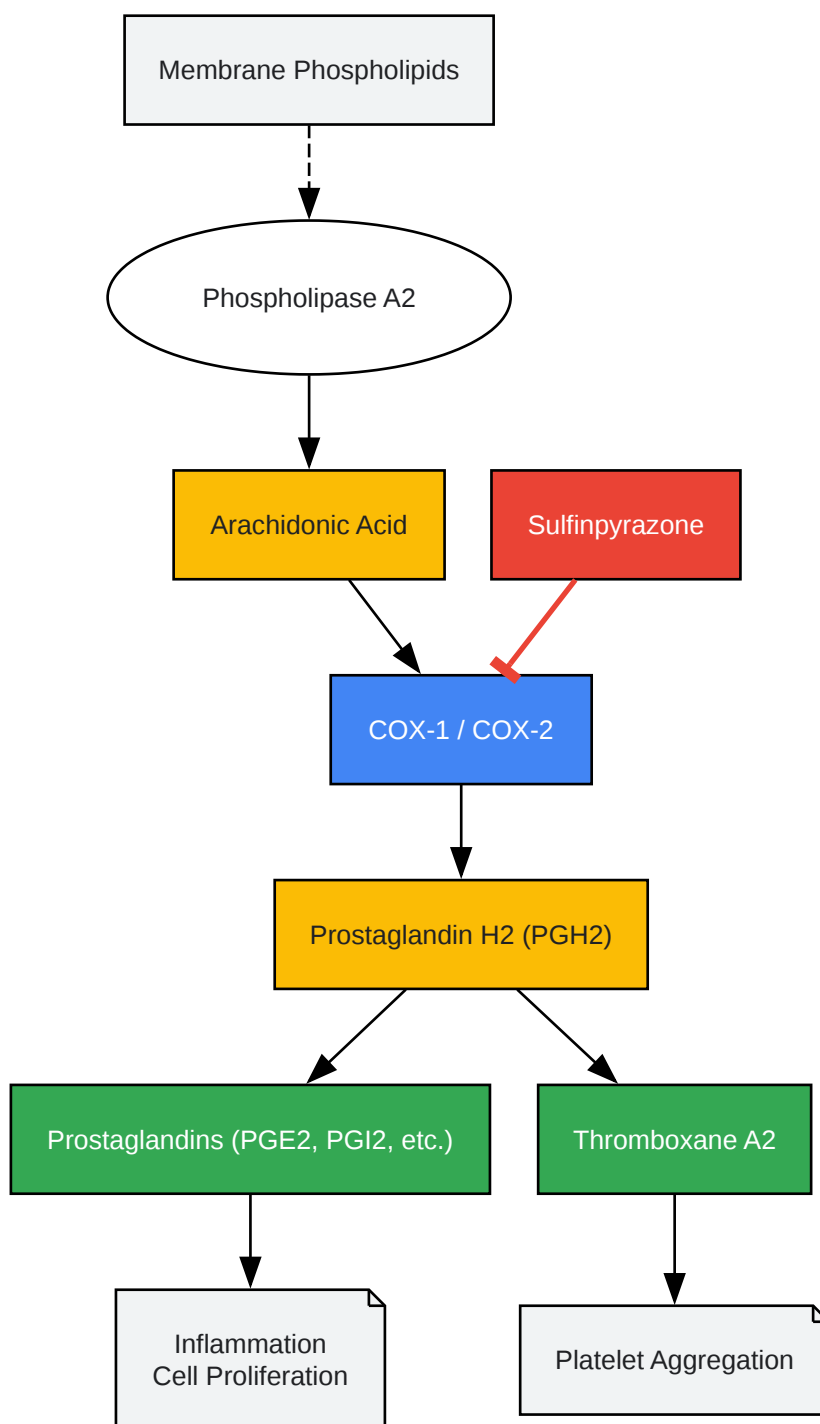 Membrane Phospholipids
Phospholipase A2
Arachidonic Acid
Sulfinpyrazone
COX-1 / COX-2
Prostaglandin H2 (PGH2)
Prostaglandins (PGE2, PGI2, etc.)
Thromboxane A2
Inflammation
Cell Proliferation
Platelet Aggregation